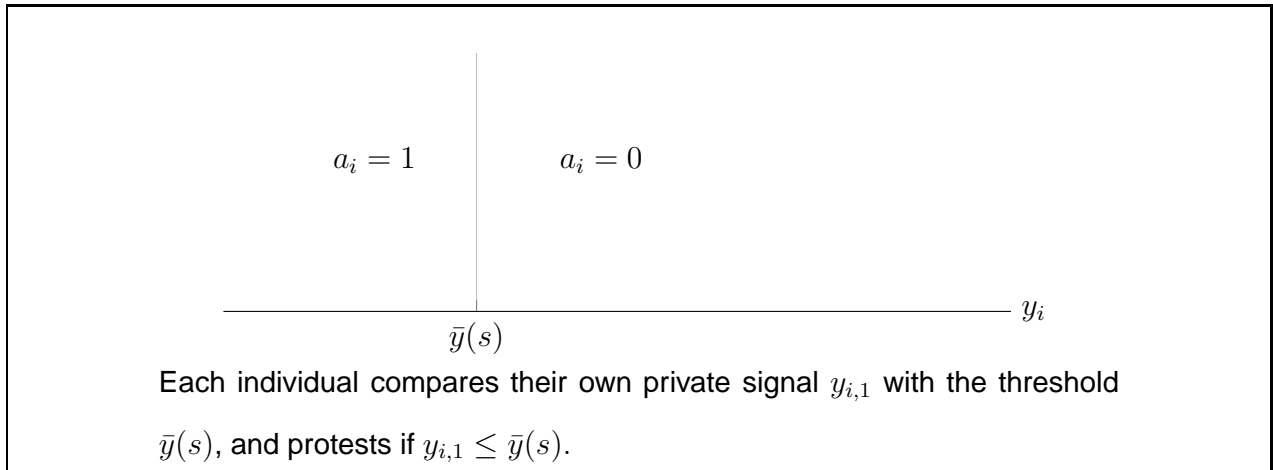 a_i = 1 a_i = 0
y_i
ȳ(s)
Each individual compares their own private signal y_{i,1} with the threshold
ȳ(s), and protests if y_{i,1} ≤ ȳ(s).